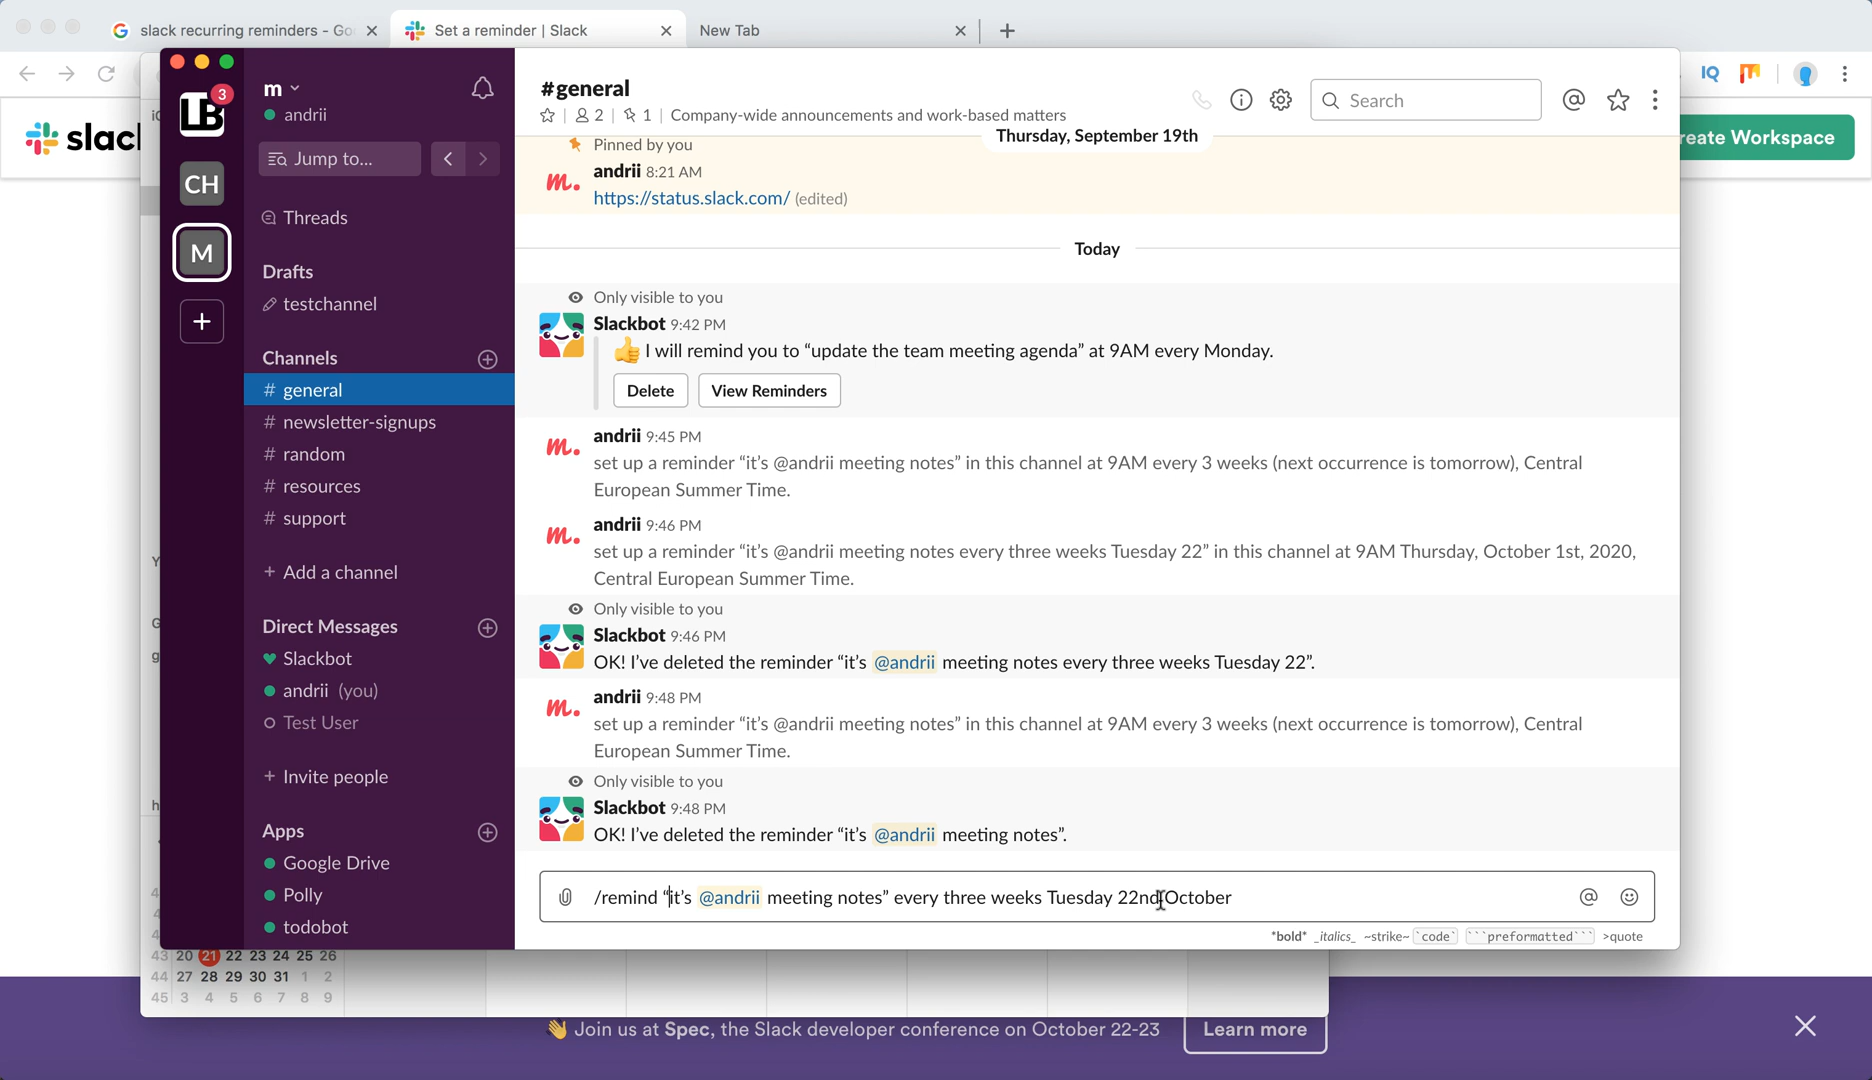 slack recurring reminders - Go
Set a reminder | Slack
New Tab
slac
reate Workspace
IQ
LB
3
CH
M
+
m
andrii
Jump to...
Threads
Drafts
testchannel
Channels
# general
# newsletter-signups
# random
# resources
# support
+ Add a channel
Direct Messages
Slackbot
andrii (you)
Test User
+ Invite people
Apps
Google Drive
Polly
todobot
#general
2 | 1 | Company-wide announcements and work-based matters
Search
Thursday, September 19th
Pinned by you
m. andrii 8:21 AM
https://status.slack.com/ (edited)
Today
Only visible to you
Slackbot 9:42 PM
👍 I will remind you to “update the team meeting agenda” at 9AM every Monday.
Delete View Reminders
m. andrii 9:45 PM
set up a reminder “it’s @andrii meeting notes” in this channel at 9AM every 3 weeks (next occurrence is tomorrow), Central
European Summer Time.
m. andrii 9:46 PM
set up a reminder “it’s @andrii meeting notes every three weeks Tuesday 22” in this channel at 9AM Thursday, October 1st, 2020,
Central European Summer Time.
Only visible to you
Slackbot 9:46 PM
OK! I’ve deleted the reminder “it’s @andrii meeting notes every three weeks Tuesday 22”.
m. andrii 9:48 PM
set up a reminder “it’s @andrii meeting notes” in this channel at 9AM every 3 weeks (next occurrence is tomorrow), Central
European Summer Time.
Only visible to you
Slackbot 9:48 PM
OK! I’ve deleted the reminder “it’s @andrii meeting notes”.
/remind “it’s @andrii meeting notes” every three weeks Tuesday 22nd October
*bold* _italics_ ~strike~ `code` ```preformatted``` >quote
43 20 21 22 23 24 25 26
44 27 28 29 30 31 1 2
45 3 4 5 6 7 8 9
👋 Join us at Spec, the Slack developer conference on October 22-23
Learn more